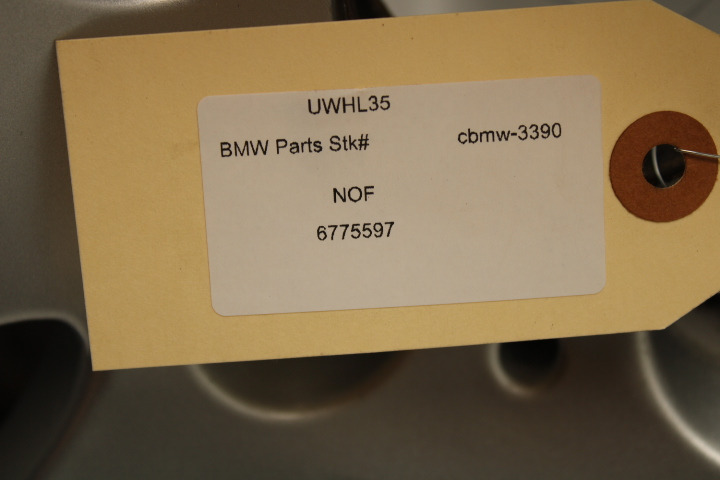 UWHL35
BMW Parts Stk# cbmw-3390
NOF
6775597